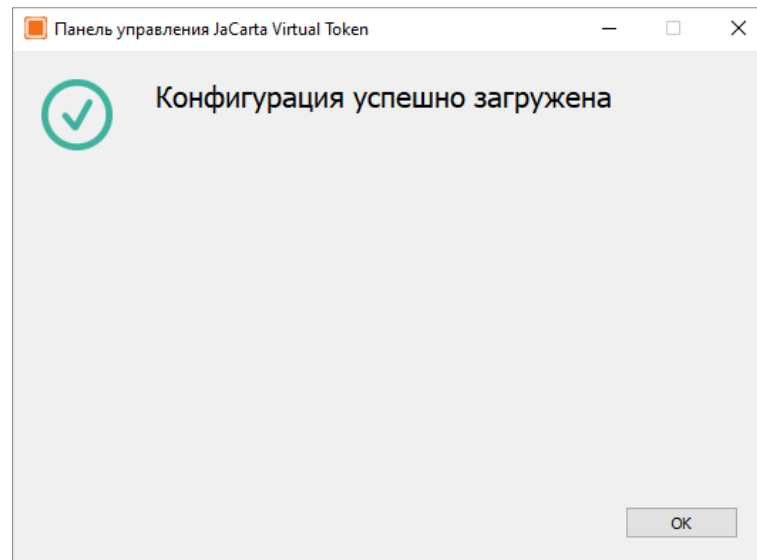 Панель управления JaCarta Virtual Token
Конфигурация успешно загружена
OK